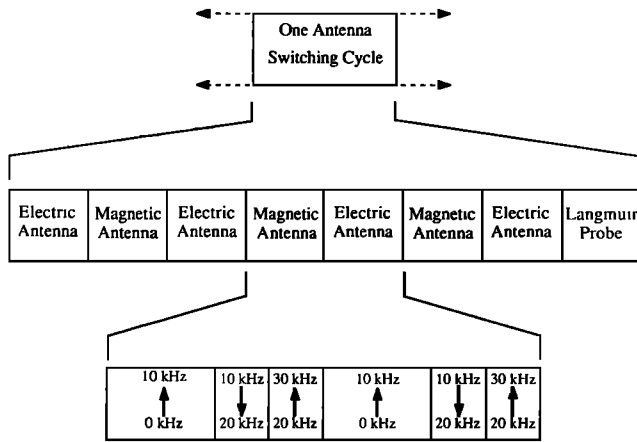 One Antenna
Switching Cycle
Electric Antenna
Magnetic Antenna
Electric Antenna
Magnetic Antenna
Electric Antenna
Magnetic Antenna
Electric Antenna
Langmuir Probe
10 kHz
0 kHz
10 kHz
20 kHz
30 kHz
20 kHz
10 kHz
0 kHz
10 kHz
20 kHz
30 kHz
20 kHz